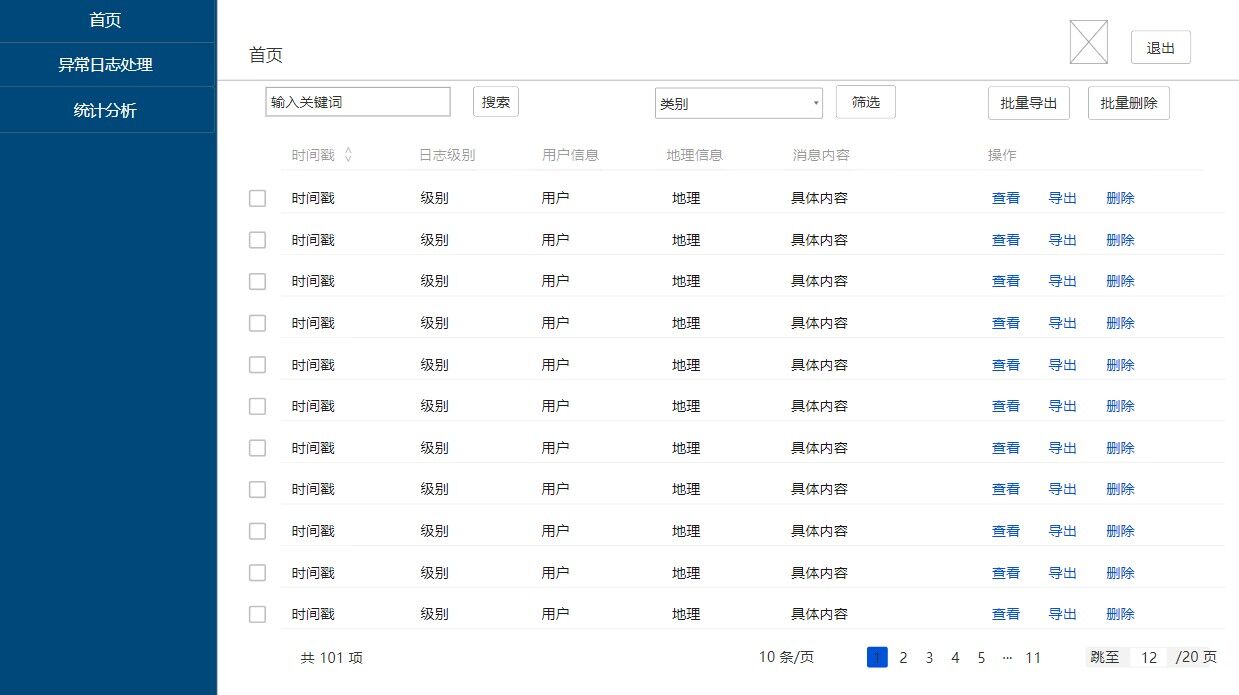 首页
异常日志处理
统计分析
首页
退出
输入关键词 搜索 类别 筛选 批量导出 批量删除
时间戳 日志级别 用户信息 地理信息 消息内容 操作
时间戳 级别 用户 地理 具体内容 查看 导出 删除
时间戳 级别 用户 地理 具体内容 查看 导出 删除
时间戳 级别 用户 地理 具体内容 查看 导出 删除
时间戳 级别 用户 地理 具体内容 查看 导出 删除
时间戳 级别 用户 地理 具体内容 查看 导出 删除
时间戳 级别 用户 地理 具体内容 查看 导出 删除
时间戳 级别 用户 地理 具体内容 查看 导出 删除
时间戳 级别 用户 地理 具体内容 查看 导出 删除
时间戳 级别 用户 地理 具体内容 查看 导出 删除
时间戳 级别 用户 地理 具体内容 查看 导出 删除
时间戳 级别 用户 地理 具体内容 查看 导出 删除
共 101 项 10 条/页 1 2 3 4 5 ··· 11 跳至 12 /20 页